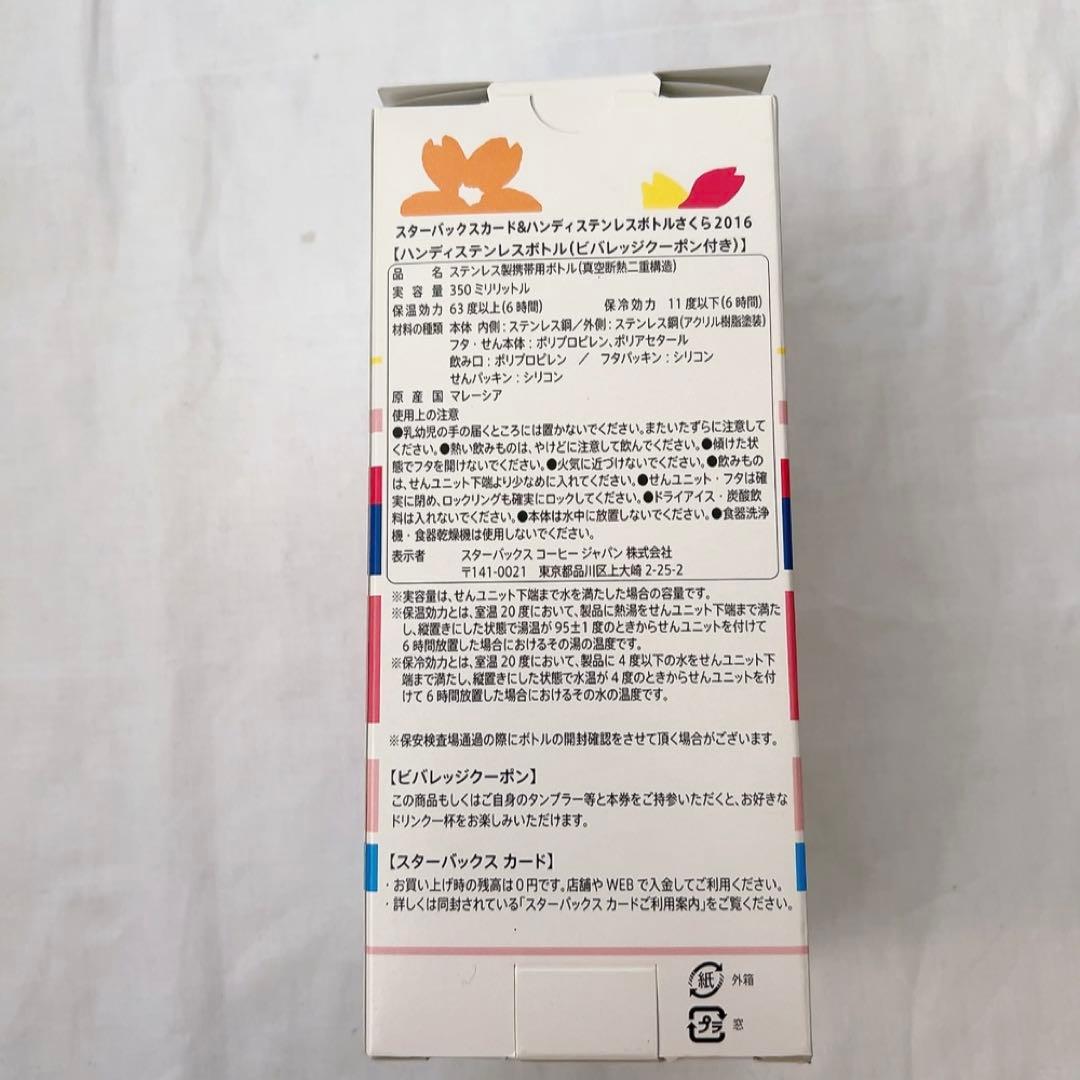 スターバックスカード&ハンディステンレスボトルさくら2016
【ハンディステンレスボトル(ビバレッジクーポン付き)】
品名 ステンレス製携帯用ボトル(真空断熱二重構造)
実容量 350ミリリットル
保温効力 63度以上(6時間) 保冷効力 11度以下(6時間)
材料の種類 本体 内側:ステンレス鋼/外側:ステンレス鋼(アクリル樹脂塗装)
フタ・せん本体:ポリプロピレン、ポリアセタール
飲み口:ポリプロピレン / フタパッキン:シリコン
せんパッキン:シリコン
原産国 マレーシア
使用上の注意
●乳幼児の手の届くところには置かないでください。またいたずらに注意して
ください。●熱い飲みものは、やけどに注意して飲んでください。●傾けた状
態でフタを開けないでください。●火気に近づけないでください。●飲みもの
は、せんユニット下端より少なめに入れてください。●せんユニット・フタは確
実に閉め、ロックリングも確実にロックしてください。●ドライアイス・炭酸飲
料は入れないでください。●本体は水中に放置しないでください。●食器洗浄
機・食器乾燥機は使用しないでください。
表示者 スターバックス コーヒー ジャパン 株式会社
〒141-0021 東京都品川区上大崎 2-25-2
※実容量は、せんユニット下端まで水を満たした場合の容量です。
※保温効力とは、室温20度において、製品に熱湯をせんユニット下端まで満た
し、縦置きにした状態で湯温が95±1度のときからせんユニットを付けて
6時間放置した場合におけるその湯の温度です。
※保冷効力とは、室温20度において、製品に4度以下の水をせんユニット下
端まで満たし、縦置きにした状態で水温が4度のときからせんユニットを付
けて6時間放置した場合におけるその水の温度です。
※保安検査場通過の際にボトルの開封確認をさせて頂く場合がございます。
【ビバレッジクーポン】
この商品もしくはご自身のタンブラー等と本券をご持参いただくと、お好きな
ドリンク一杯をお楽しみいただけます。
【スターバックス カード】
・お買い上げ時の残高は0円です。店舗やWEBで入金してご利用ください。
・詳しくは同封されている「スターバックス カードご利用案内」をご覧ください。
紙 外箱
プラ 窓